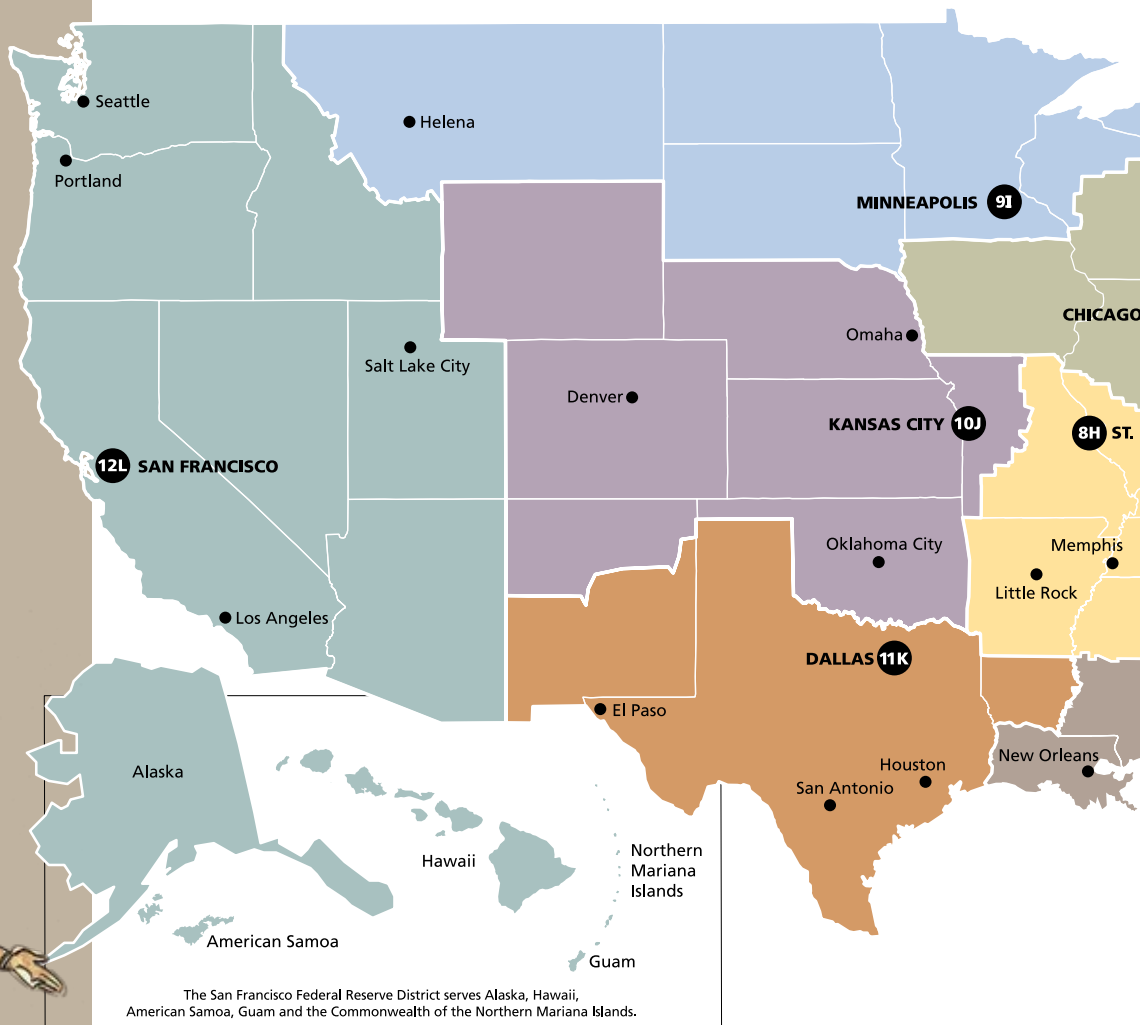 Seattle
Helena
Portland
MINNEAPOLIS 9I
CHICAGO
Omaha
Salt Lake City
Denver
KANSAS CITY 10J
8H ST.
12L SAN FRANCISCO
Oklahoma City
Memphis
Little Rock
Los Angeles
DALLAS 11K
El Paso
New Orleans
Houston
San Antonio
Alaska
Hawaii
Northern
Mariana
Islands
American Samoa
Guam
The San Francisco Federal Reserve District serves Alaska, Hawaii,
American Samoa, Guam and the Commonwealth of the Northern Mariana Islands.